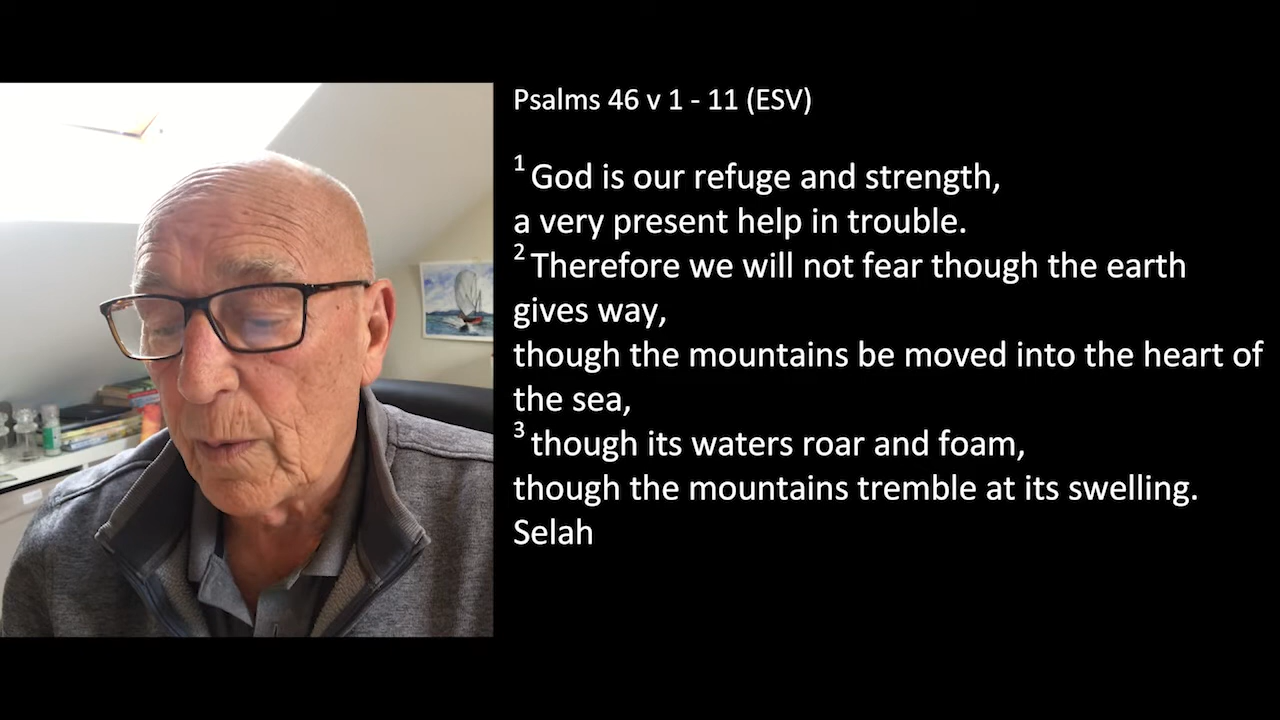 Psalms 46 v 1 - 11 (ESV)
1 God is our refuge and strength,
a very present help in trouble.
2 Therefore we will not fear though the earth
gives way,
though the mountains be moved into the heart of
the sea,
3 though its waters roar and foam,
though the mountains tremble at its swelling.
Selah